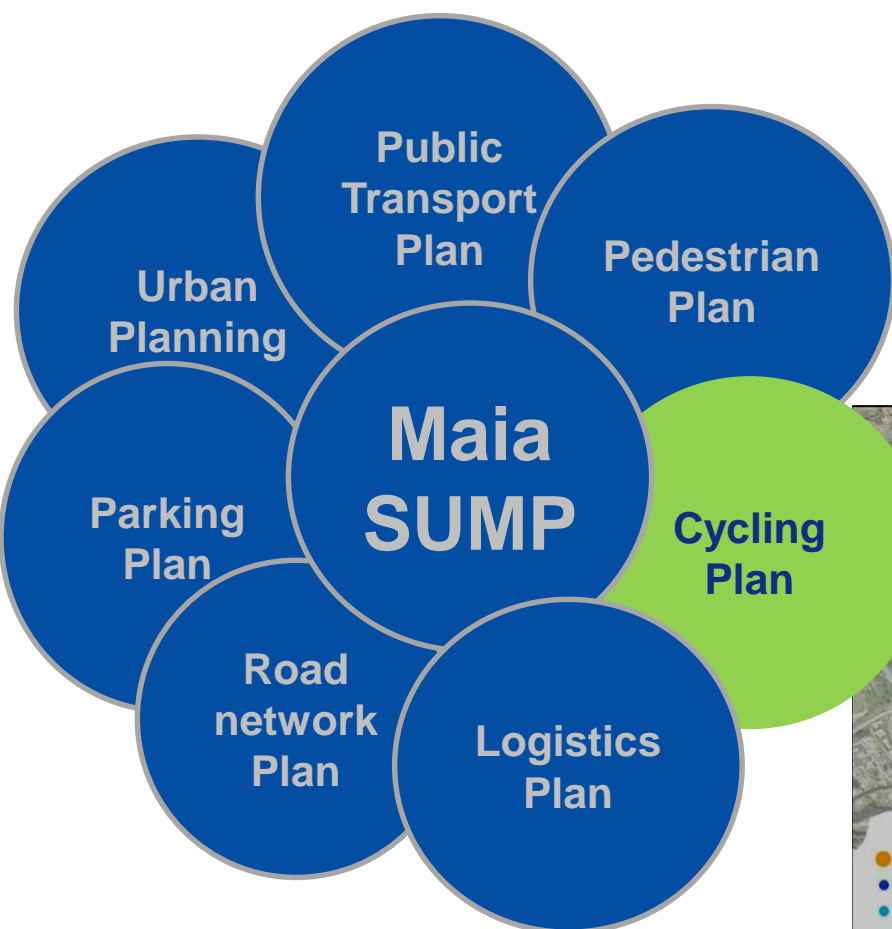 Public
Transport
Plan
Pedestrian
Plan
Urban
Planning
Maia
SUMP
Parking
Plan
Cycling
Plan
Road
network
Plan
Logistics
Plan